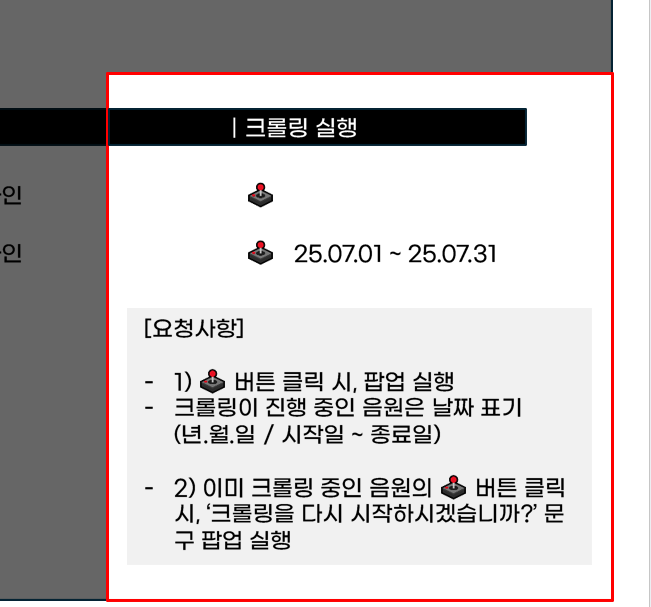 | 크롤링 실행
인
인
25.07.01 ~ 25.07.31
[요청사항]
- 1) 🕹️ 버튼 클릭 시, 팝업 실행
- 크롤링이 진행 중인 음원은 날짜 표기
(년.월.일 / 시작일 ~ 종료일)
- 2) 이미 크롤링 중인 음원의 🕹️ 버튼 클릭
시, ‘크롤링을 다시 시작하시겠습니까?’ 문
구 팝업 실행